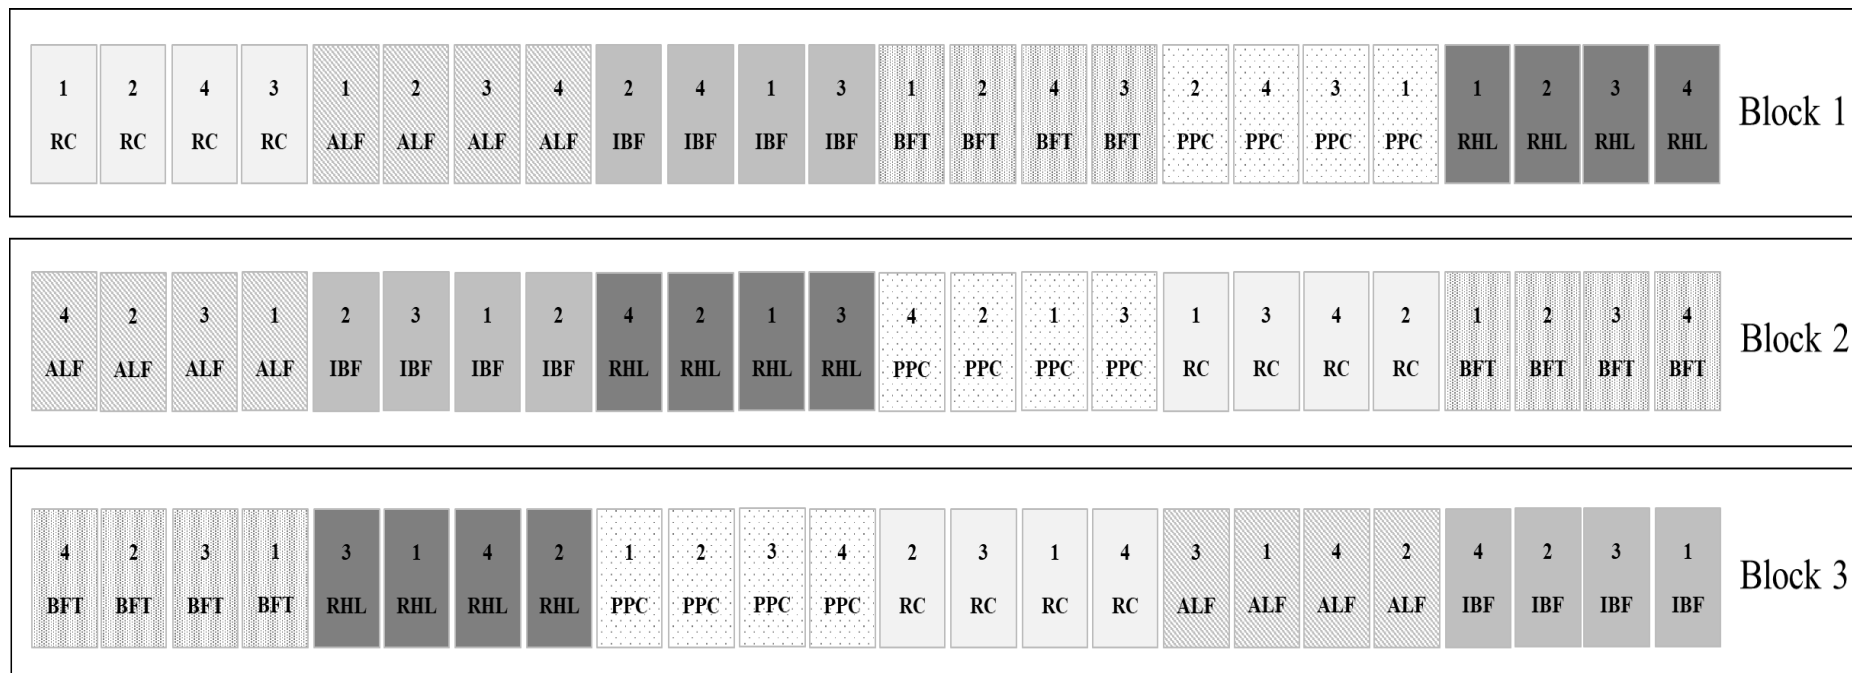 1 2 4 3 1 2 3 4 2 4 1 3 1 2 4 3 2 4 3 1 1 2 3 4
RC RC RC RC ALF ALF ALF ALF IBF IBF IBF IBF BFT BFT BFT BFT PPC PPC PPC PPC RHL RHL RHL RHL
Block 1
4 2 3 1 2 3 1 2 4 2 1 3 4 2 1 3 1 3 4 2 1 2 3 4
ALF ALF ALF ALF IBF IBF IBF IBF RHL RHL RHL RHL PPC PPC PPC PPC RC RC RC RC BFT BFT BFT BFT
Block 2
4 2 3 1 3 1 4 2 1 2 3 4 2 3 1 4 3 1 4 2 4 2 3 1
BFT BFT BFT BFT RHL RHL RHL RHL PPC PPC PPC PPC RC RC RC RC ALF ALF ALF ALF IBF IBF IBF IBF
Block 3